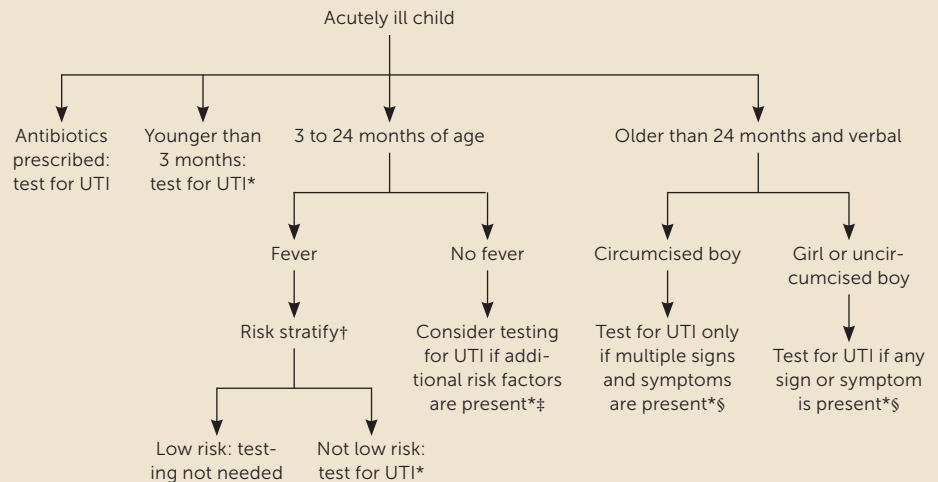 Acutely ill child
Antibiotics
prescribed:
test for UTI
Younger than
3 months:
test for UTI*
3 to 24 months of age
Older than 24 months and verbal
Fever
No fever
Circumcised boy
Girl or uncir-
cumcised boy
Risk stratify†
Consider testing
for UTI if addi-
tional risk factors
are present*‡
Test for UTI only
if multiple signs
and symptoms
are present*§
Test for UTI if any
sign or symptom
is present*§
Low risk: test-
ing not needed
Not low risk:
test for UTI*